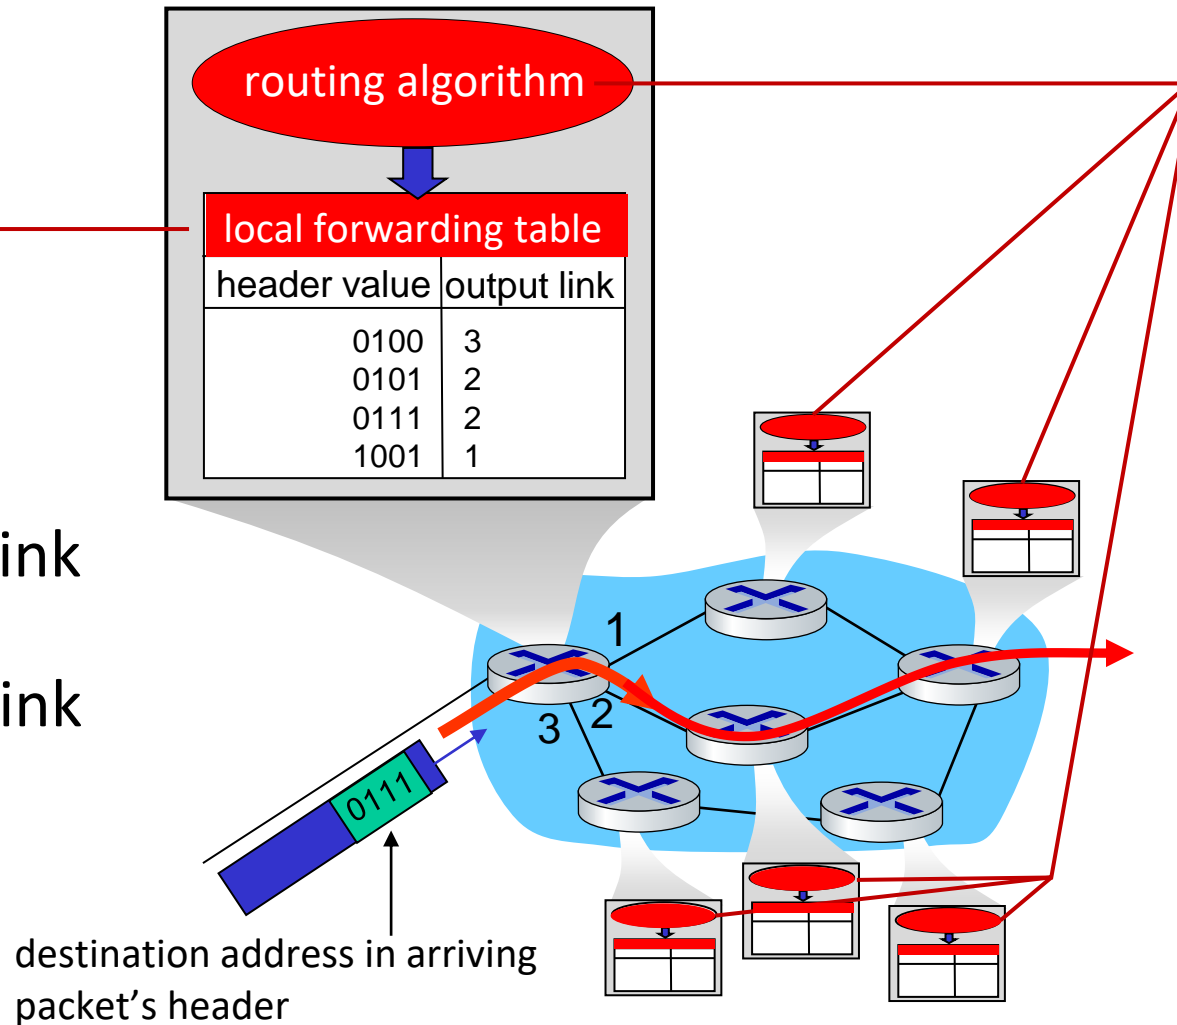 routing algorithm
local forwarding table
header value output link
0100 3
0101 2
0111 2
1001 1
ink
ink
1
2
3
0111
destination address in arriving
packet’s header